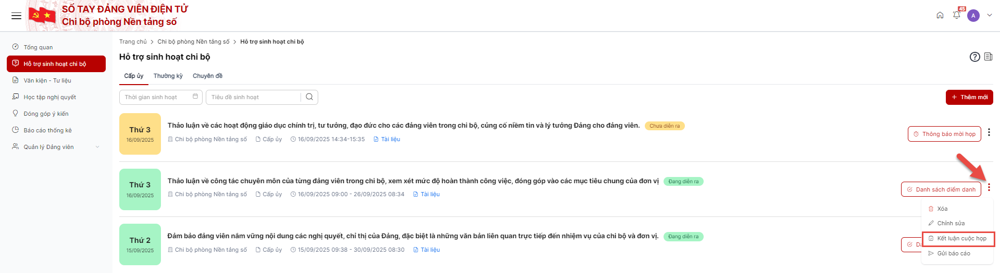 SỔ TAY ĐẢNG VIÊN ĐIỆN TỬ
Chi bộ phòng Nền tảng số
45
A
Tổng quan
Hỗ trợ sinh hoạt chi bộ
Văn kiện - Tư liệu
Học tập nghị quyết
Đóng góp ý kiến
Báo cáo thống kê
Quản lý Đảng viên
Trang chủ > Chi bộ phòng Nền tảng số > Hỗ trợ sinh hoạt chi bộ
Hỗ trợ sinh hoạt chi bộ
Cấp ủy Thường kỳ Chuyên đề
Thời gian sinh hoạt Tiêu đề sinh hoạt
+ Thêm mới
Thứ 3
16/09/2025
Thảo luận về các hoạt động giáo dục chính trị, tư tưởng, đạo đức cho các đảng viên trong chi bộ, củng cố niềm tin và lý tưởng Đảng cho đảng viên. Chưa diễn ra
Chi bộ phòng Nền tảng số Cấp ủy 16/09/2025 14:34-15:35 Tài liệu
Thông báo mời họp
Thứ 3
16/09/2025
Thảo luận về công tác chuyên môn của từng đảng viên trong chi bộ, xem xét mức độ hoàn thành công việc, đóng góp vào các mục tiêu chung của đơn vị Đang diễn ra
Chi bộ phòng Nền tảng số Cấp ủy 16/09/2025 09:00 - 26/09/2025 08:34 Tài liệu
Danh sách điểm danh
Xóa
Chỉnh sửa
Kết luận cuộc họp
Gửi báo cáo
Thứ 2
15/09/2025
Đảm bảo đảng viên nắm vững nội dung các nghị quyết, chỉ thị của Đảng, đặc biệt là những văn bản liên quan trực tiếp đến nhiệm vụ của chi bộ và đơn vị. Đang diễn ra
Chi bộ phòng Nền tảng số Cấp ủy 15/09/2025 09:38 - 30/09/2025 08:30 Tài liệu